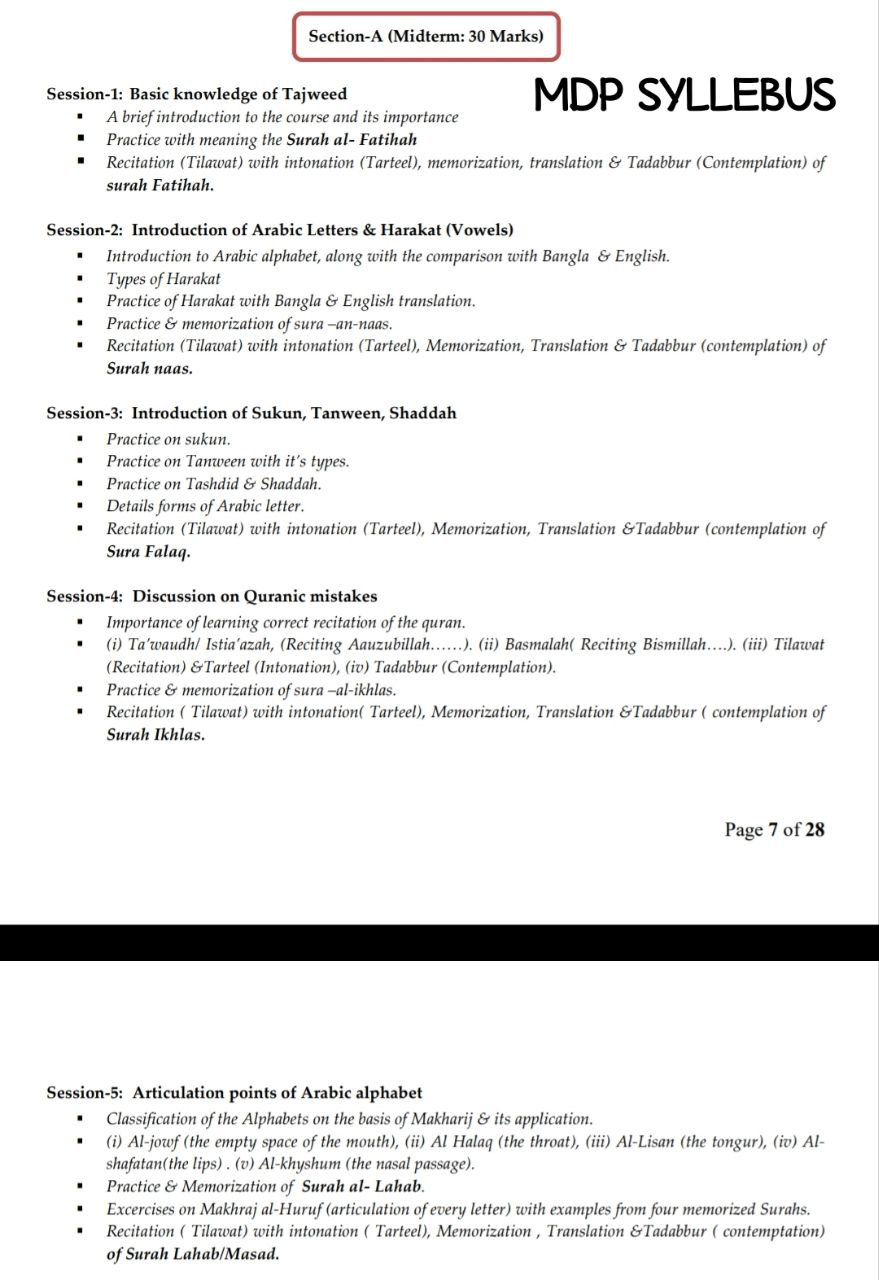 Section-A (Midterm: 30 Marks)
MDP SYLLEBUS
Session-1: Basic knowledge of Tajweed
▪ A brief introduction to the course and its importance
▪ Practice with meaning the Surah al- Fatihah
▪ Recitation (Tilawat) with intonation (Tarteel), memorization, translation & Tadabbur (Contemplation) of
surah Fatihah.
Session-2: Introduction of Arabic Letters & Harakat (Vowels)
▪ Introduction to Arabic alphabet, along with the comparison with Bangla & English.
▪ Types of Harakat
▪ Practice of Harakat with Bangla & English translation.
▪ Practice & memorization of sura –an-naas.
▪ Recitation (Tilawat) with intonation (Tarteel), Memorization, Translation & Tadabbur (contemplation) of
Surah naas.
Session-3: Introduction of Sukun, Tanween, Shaddah
▪ Practice on sukun.
▪ Practice on Tanween with it's types.
▪ Practice on Tashdid & Shaddah.
▪ Details forms of Arabic letter.
▪ Recitation (Tilawat) with intonation (Tarteel), Memorization, Translation &Tadabbur (contemplation of
Sura Falaq.
Session-4: Discussion on Quranic mistakes
▪ Importance of learning correct recitation of the quran.
▪ (i) Ta'waudh/ Istia'azah, (Reciting Aauzubillah……). (ii) Basmalah( Reciting Bismillah….). (iii) Tilawat
(Recitation) &Tarteel (Intonation), (iv) Tadabbur (Contemplation).
▪ Practice & memorization of sura –al-ikhlas.
▪ Recitation ( Tilawat) with intonation( Tarteel), Memorization, Translation &Tadabbur ( contemplation of
Surah Ikhlas.
Page 7 of 28
Session-5: Articulation points of Arabic alphabet
▪ Classification of the Alphabets on the basis of Makharij & its application.
▪ (i) Al-jowf (the empty space of the mouth), (ii) Al Halaq (the throat), (iii) Al-Lisan (the tongur), (iv) Al-
shafatan(the lips) . (v) Al-khyshum (the nasal passage).
▪ Practice & Memorization of Surah al- Lahab.
▪ Excercises on Makhraj al-Huruf (articulation of every letter) with examples from four memorized Surahs.
▪ Recitation ( Tilawat) with intonation ( Tarteel), Memorization , Translation &Tadabbur ( contemptation)
of Surah Lahab/Masad.